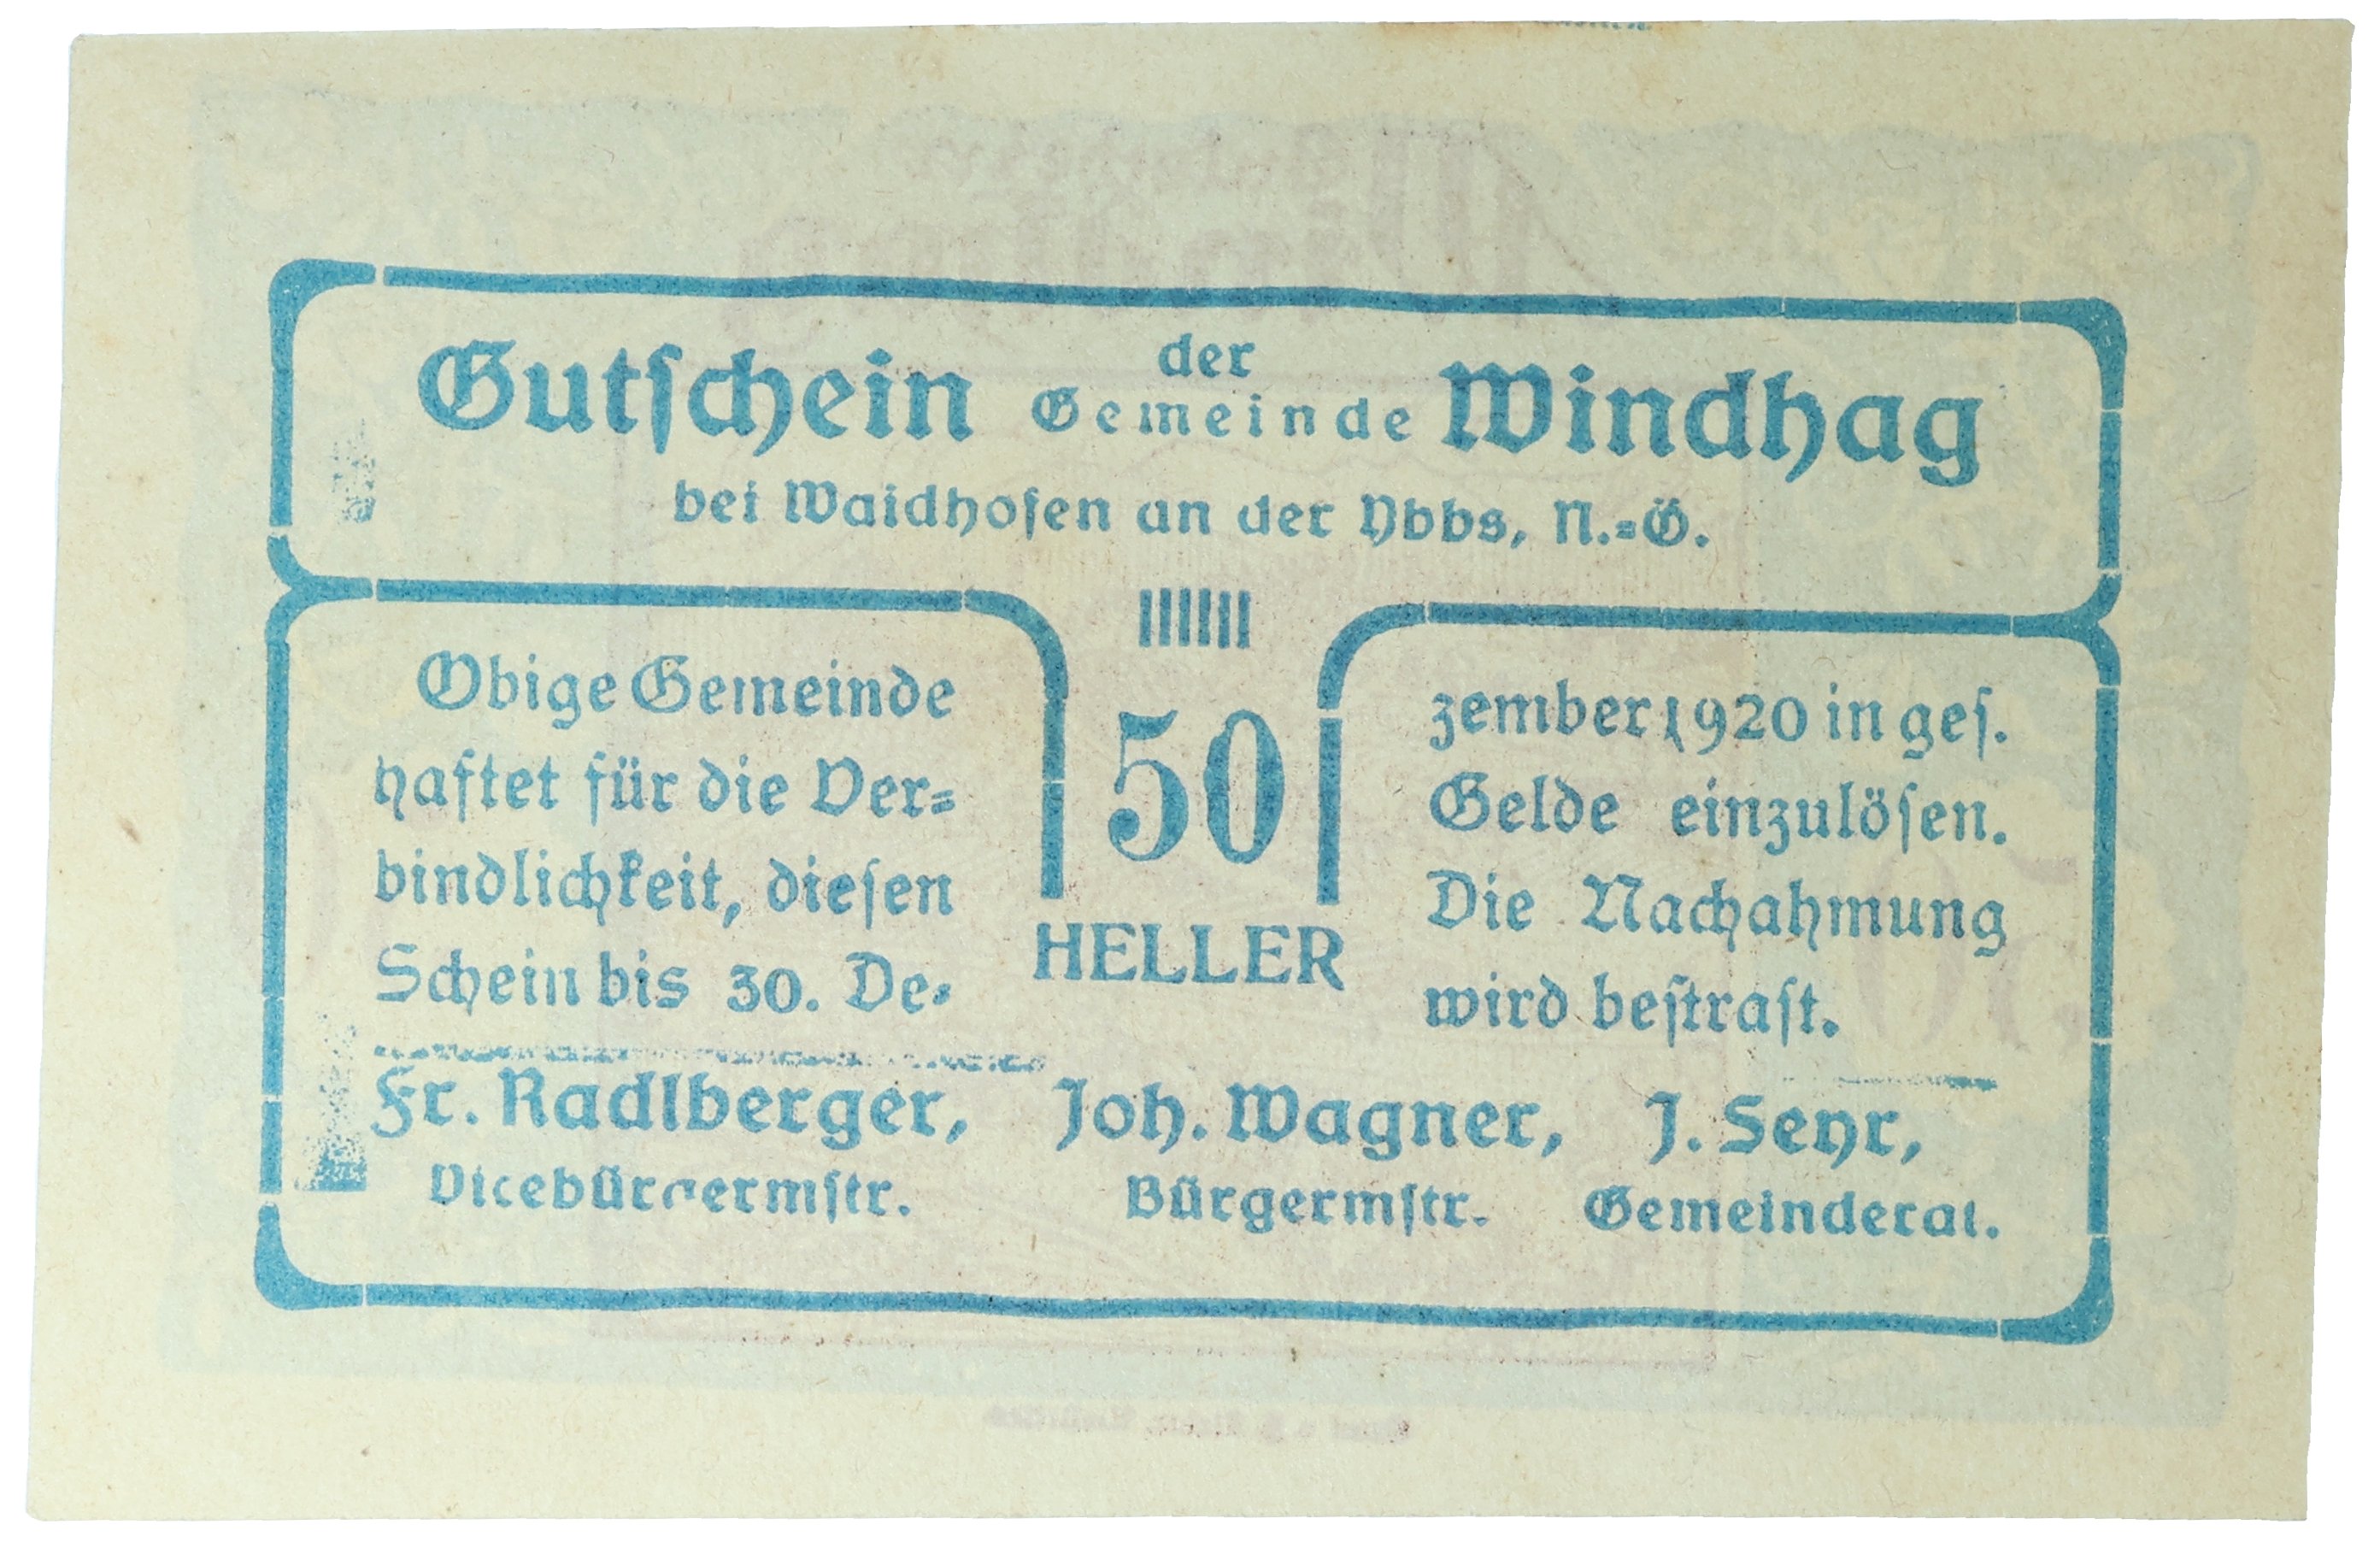 Gutschein der Gemeinde Windhag
bei Waidhofen an der Ybbs, N.=Ö.
Obige Gemeinde
haftet für die Ver=
bindlichkeit, diesen
Schein bis 30. De=
50
HELLER
zember 1920 in ges.
Gelde einzulösen.
Die Nachahmung
wird bestraft.
Fr. Radlberger, Joh. Wagner, J. Seyr,
Vicebürgermstr. Bürgermstr. Gemeinderat.